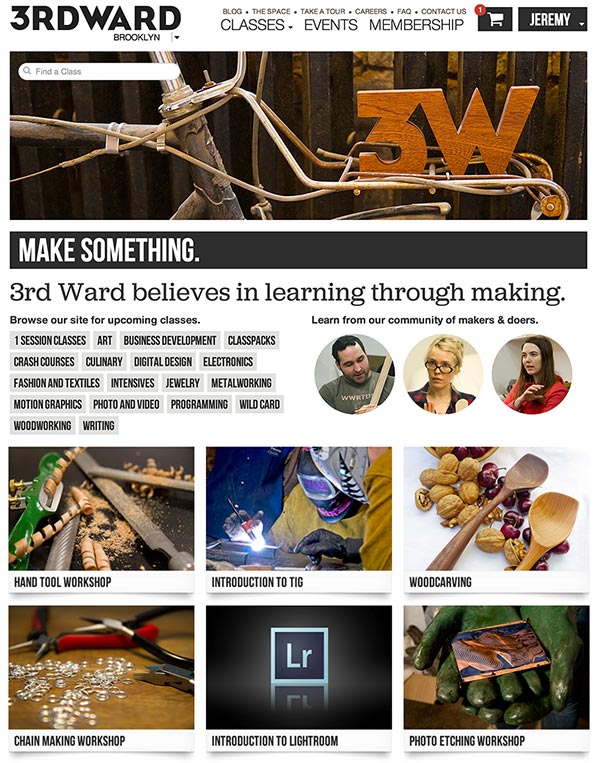 3RDWARD
BROOKLYN
BLOG • THE SPACE • TAKE A TOUR • CAREERS • FAQ • CONTACT US
CLASSES EVENTS MEMBERSHIP
1
JEREMY
Find a Class
3W
MAKE SOMETHING.
3rd Ward believes in learning through making.
Browse our site for upcoming classes.
1 SESSION CLASSES ART BUSINESS DEVELOPMENT CLASSPACKS
CRASH COURSES CULINARY DIGITAL DESIGN ELECTRONICS
FASHION AND TEXTILES INTENSIVES JEWELRY METALWORKING
MOTION GRAPHICS PHOTO AND VIDEO PROGRAMMING WILD CARD
WOODWORKING WRITING
Learn from our community of makers & doers.
HAND TOOL WORKSHOP
INTRODUCTION TO TIG
WOODCARVING
Lr
CHAIN MAKING WORKSHOP
INTRODUCTION TO LIGHTROOM
PHOTO ETCHING WORKSHOP